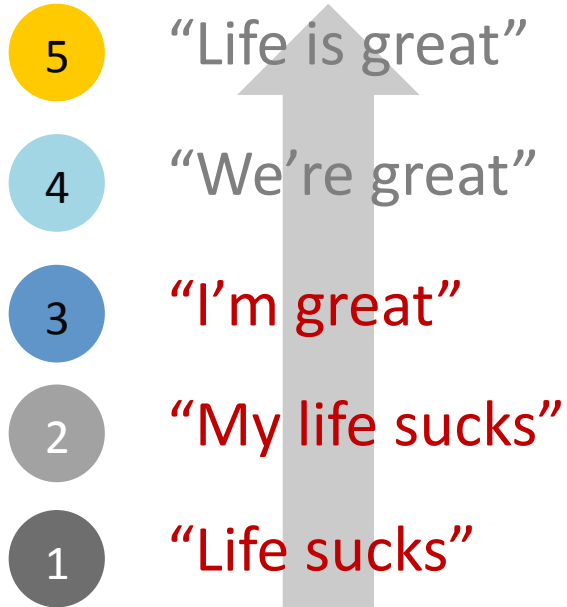 5 “Life is great”
4 “We’re great”
3 “I’m great”
2 “My life sucks”
1 “Life sucks”